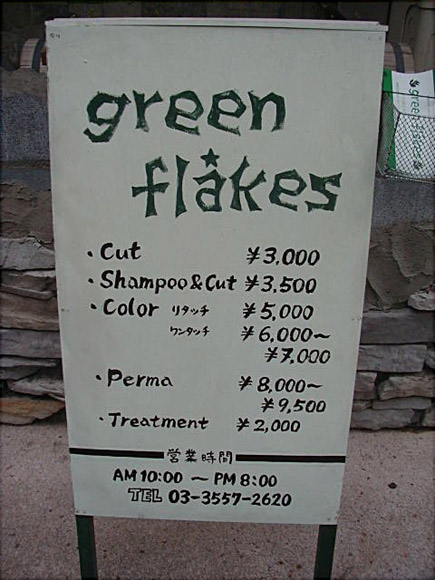 green
flakes
・Cut ¥3,000
・Shampoo&Cut ¥3,500
・Color リタッチ ¥5,000
ワンタッチ ¥6,000〜
¥7,000
・Perma ¥8,000〜
¥9,500
・Treatment ¥2,000
営業時間
AM10:00 〜 PM8:00
TEL 03-3557-2620